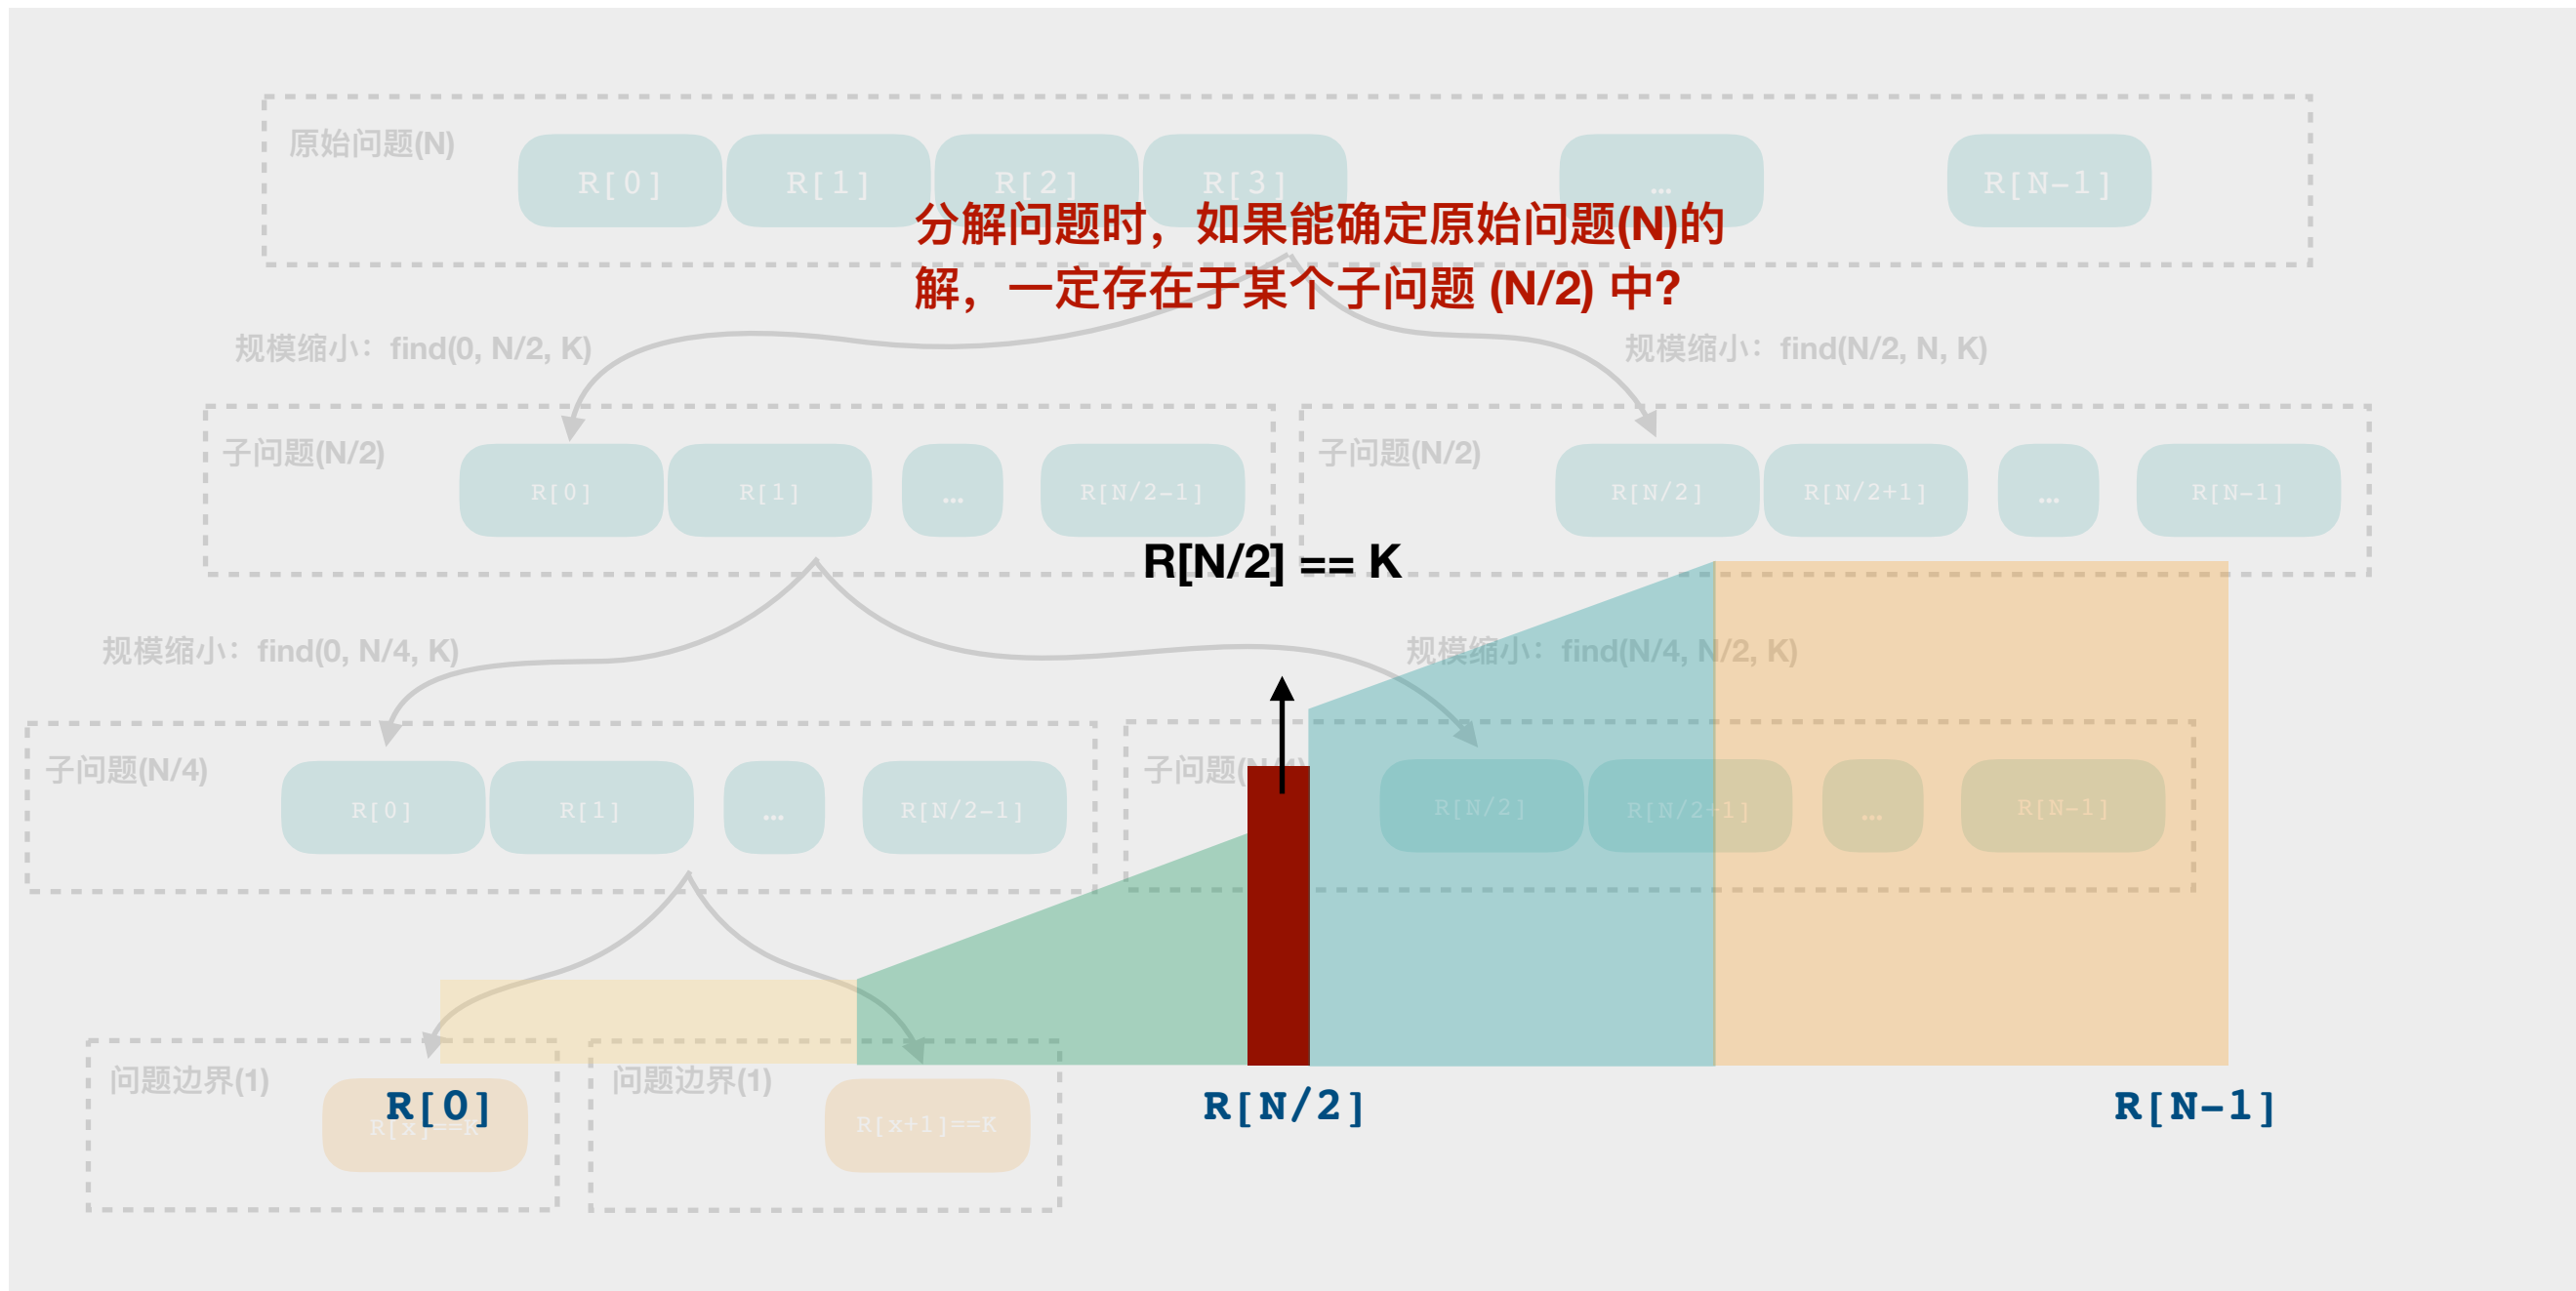 原始问题(N)
R[0]
R[1]
R[2]
R[3]
…
R[N-1]
分解问题时，如果能确定原始问题(N)的
解，一定存在于某个子问题 (N/2) 中?
规模缩小：find(0, N/2, K)
规模缩小：find(N/2, N, K)
子问题(N/2)
R[0]
R[1]
…
R[N/2-1]
子问题(N/2)
R[N/2]
R[N/2+1]
…
R[N-1]
R[N/2] == K
规模缩小：find(0, N/4, K)
规模缩小：find(N/4, N/2, K)
子问题(N/4)
R[0]
R[1]
…
R[N/2-1]
子问题(N/4)
R[N/2]
R[N/2+1]
…
R[N-1]
问题边界(1)
R[x]==K
问题边界(1)
R[x+1]==K
R[0]
R[N/2]
R[N-1]